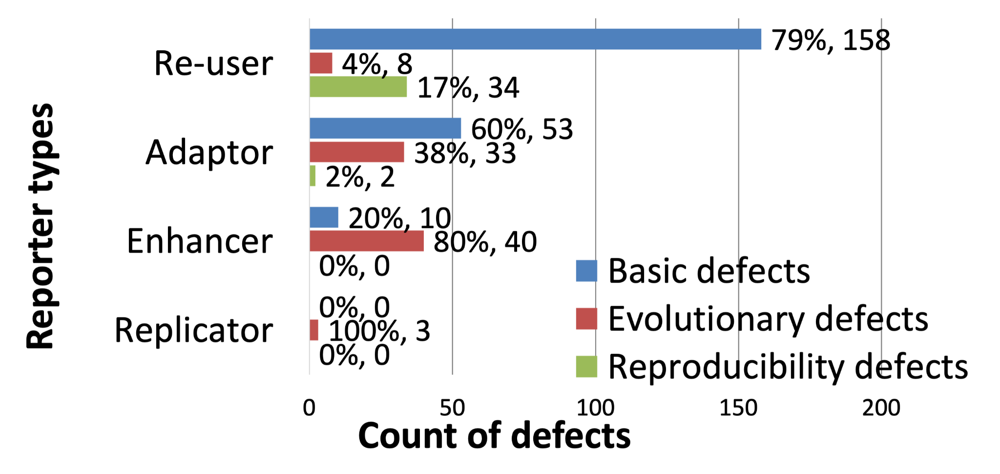 Reporter types
Re-user
79%, 158
4%, 8
17%, 34
Adaptor
60%, 53
38%, 33
2%, 2
Enhancer
20%, 10
80%, 40
0%, 0
Replicator
0%, 0
100%, 3
0%, 0
Basic defects
Evolutionary defects
Reproducibility defects
0 50 100 150 200
Count of defects